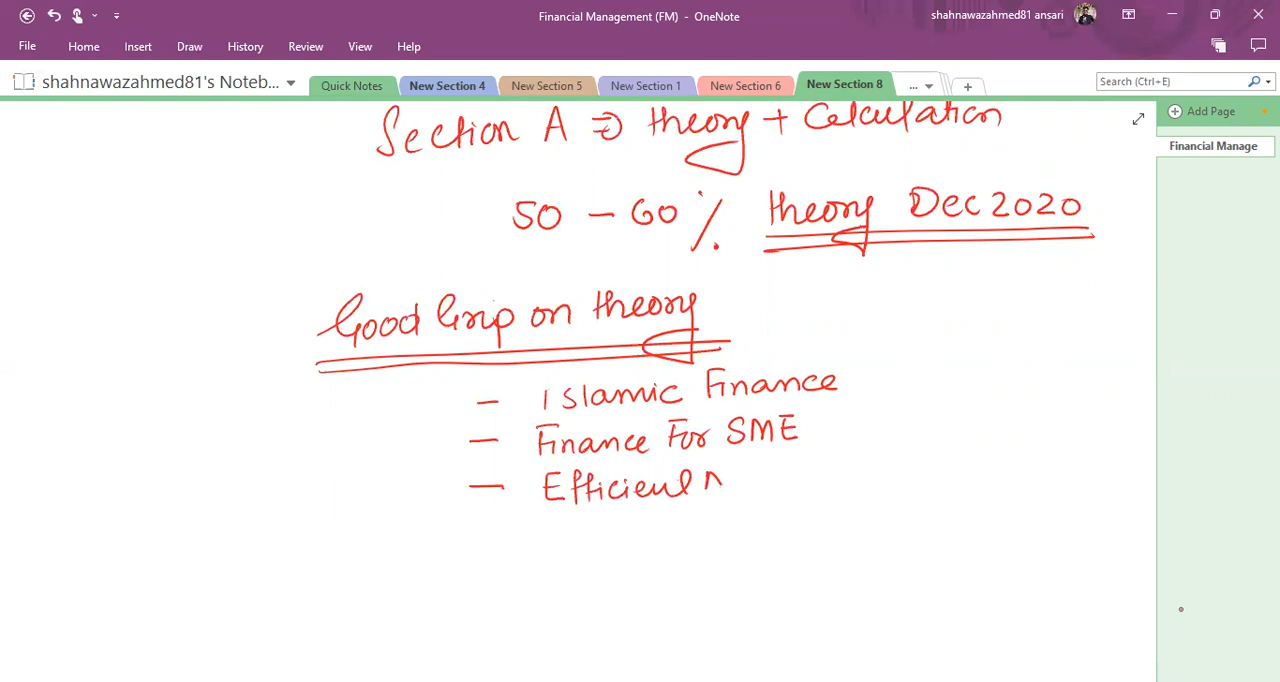 Financial Management (FM) - OneNote
shahnawazahmed81 ansari
File Home Insert Draw History Review View Help
shahnawazahmed81's Noteb...
Quick Notes New Section 4 New Section 5 New Section 1 New Section 6 New Section 8 ...
Search (Ctrl+E)
Add Page
Financial Manage
Section A ⇒ theory + Calculation
50 - 60 % theory Dec 2020
Good Grip on theory
- Islamic Finance
- Finance For SME
- Efficient